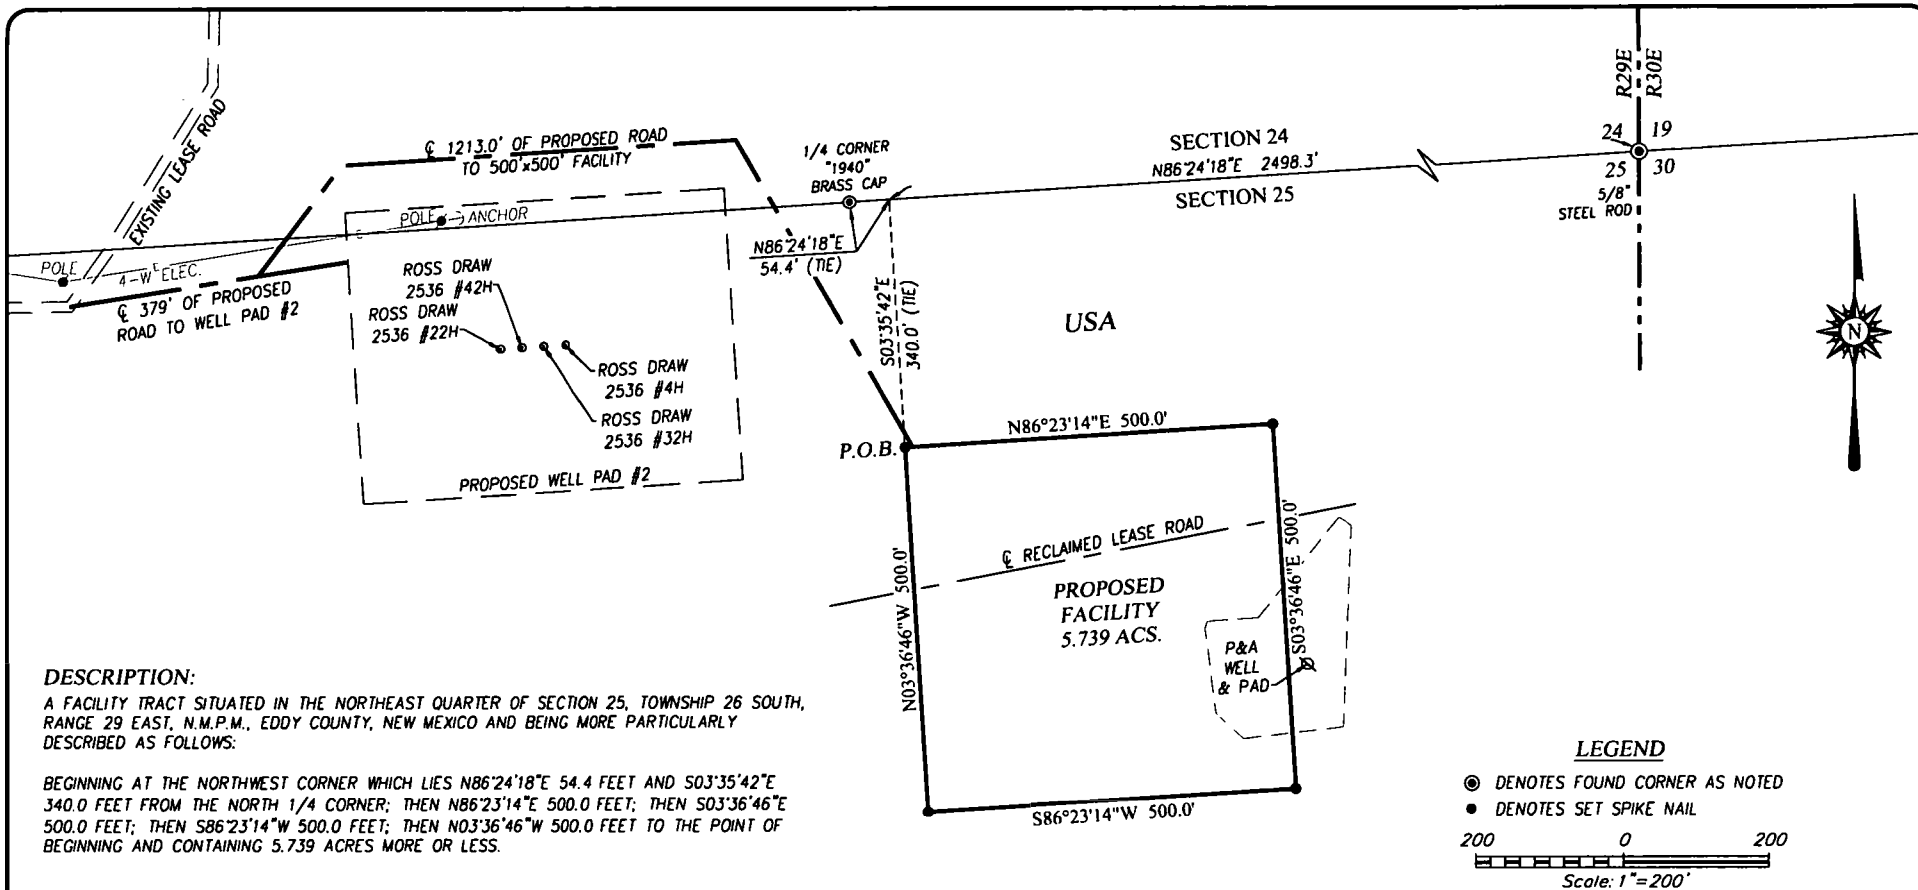 EXISTING LEASE ROAD
℄ 1213.0' OF PROPOSED ROAD
TO 500'x500' FACILITY
1/4 CORNER
"1940"
BRASS CAP
SECTION 24
N86°24'18"E 2498.3'
SECTION 25
R29E
R30E
24 19
25 30
5/8"
STEEL ROD
POLE
ANCHOR
POLE
4-W ELEC.
℄ 379' OF PROPOSED
ROAD TO WELL PAD #2
ROSS DRAW
2536 #42H
ROSS DRAW
2536 #22H
ROSS DRAW
2536 #4H
ROSS DRAW
2536 #32H
PROPOSED WELL PAD #2
N86°24'18"E
54.4' (TIE)
S03°35'42"E
340.0' (TIE)
USA
N
P.O.B.
N86°23'14"E 500.0'
℄ RECLAIMED LEASE ROAD
N03°36'46"W 500.0'
S03°36'46"E 500.0'
PROPOSED
FACILITY
5.739 ACS.
P&A
WELL
& PAD
S86°23'14"W 500.0'
DESCRIPTION:
A FACILITY TRACT SITUATED IN THE NORTHEAST QUARTER OF SECTION 25, TOWNSHIP 26 SOUTH,
RANGE 29 EAST, N.M.P.M., EDDY COUNTY, NEW MEXICO AND BEING MORE PARTICULARLY
DESCRIBED AS FOLLOWS:
BEGINNING AT THE NORTHWEST CORNER WHICH LIES N86°24'18"E 54.4 FEET AND S03°35'42"E
340.0 FEET FROM THE NORTH 1/4 CORNER; THEN N86°23'14"E 500.0 FEET; THEN S03°36'46"E
500.0 FEET; THEN S86°23'14"W 500.0 FEET; THEN N03°36'46"W 500.0 FEET TO THE POINT OF
BEGINNING AND CONTAINING 5.739 ACRES MORE OR LESS.
LEGEND
DENOTES FOUND CORNER AS NOTED
DENOTES SET SPIKE NAIL
200 0 200
Scale: 1"=200'